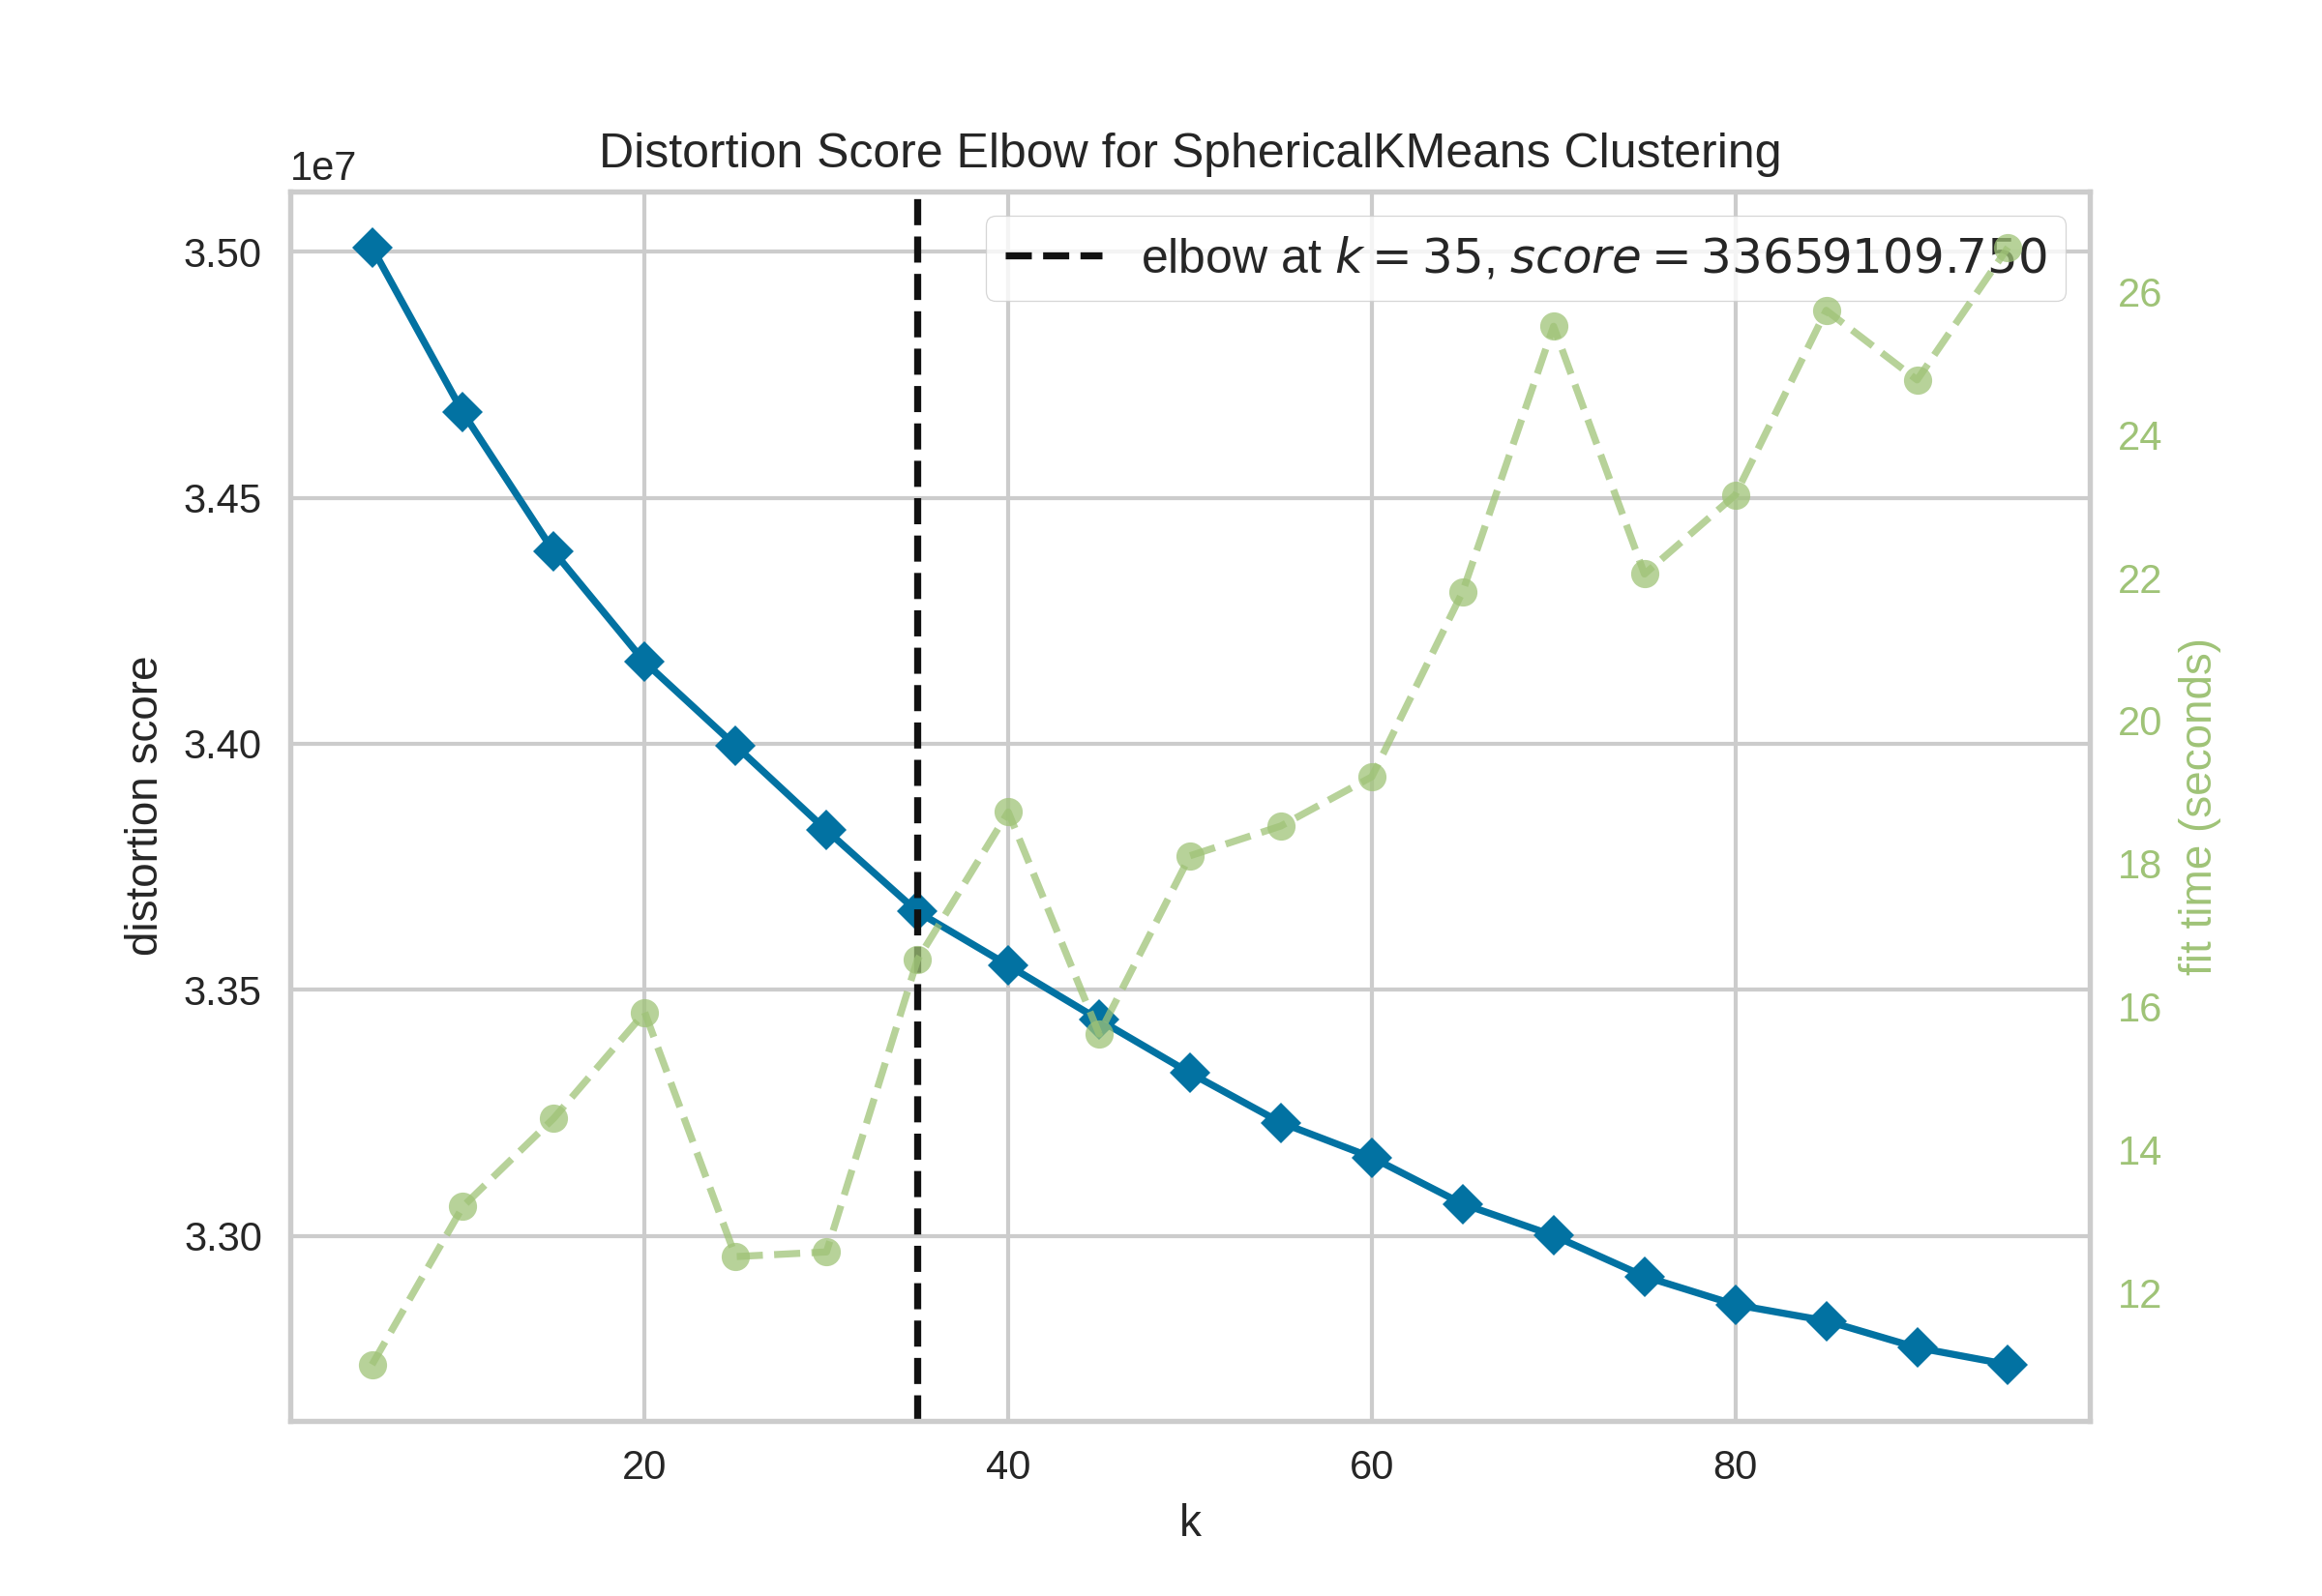 Distortion Score Elbow for SphericalKMeans Clustering
1e7
elbow at k = 35, score = 33659109.750
3.50
3.45
3.40
3.35
3.30
distortion score
26
24
22
20
18
16
14
12
fit time (seconds)
20 40 60 80
k